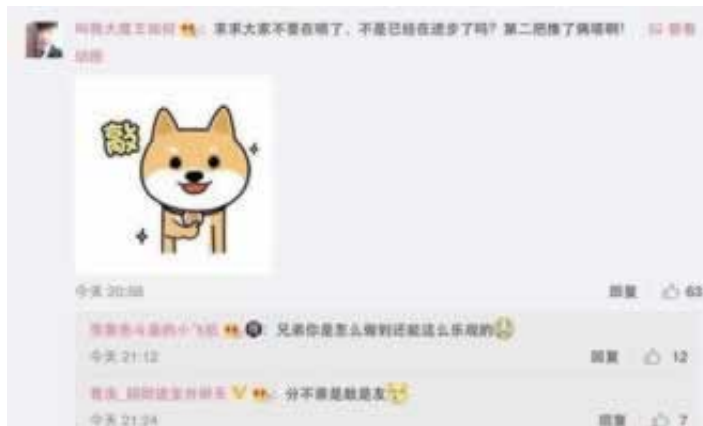 求求大家不要在喷了，不是已经在进步了吗？第二把推了俩塔啊！
敲
今天 20:58
回复 63
兄弟你是怎么做到还能这么乐观的
今天 21:12
回复 12
分不清是敌是友
今天 21:24
回复 7